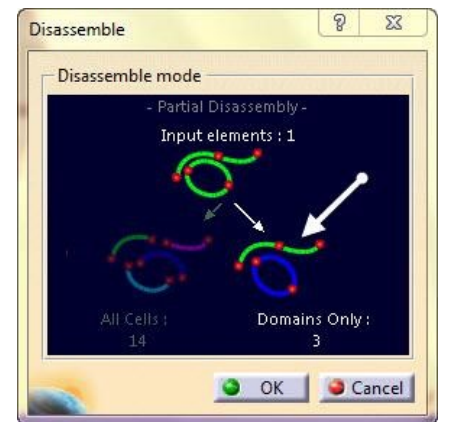 Disassemble
Disassemble mode
- Partial Disassembly -
Input elements : 1
All Cells :
14
Domains Only :
3
OK
Cancel